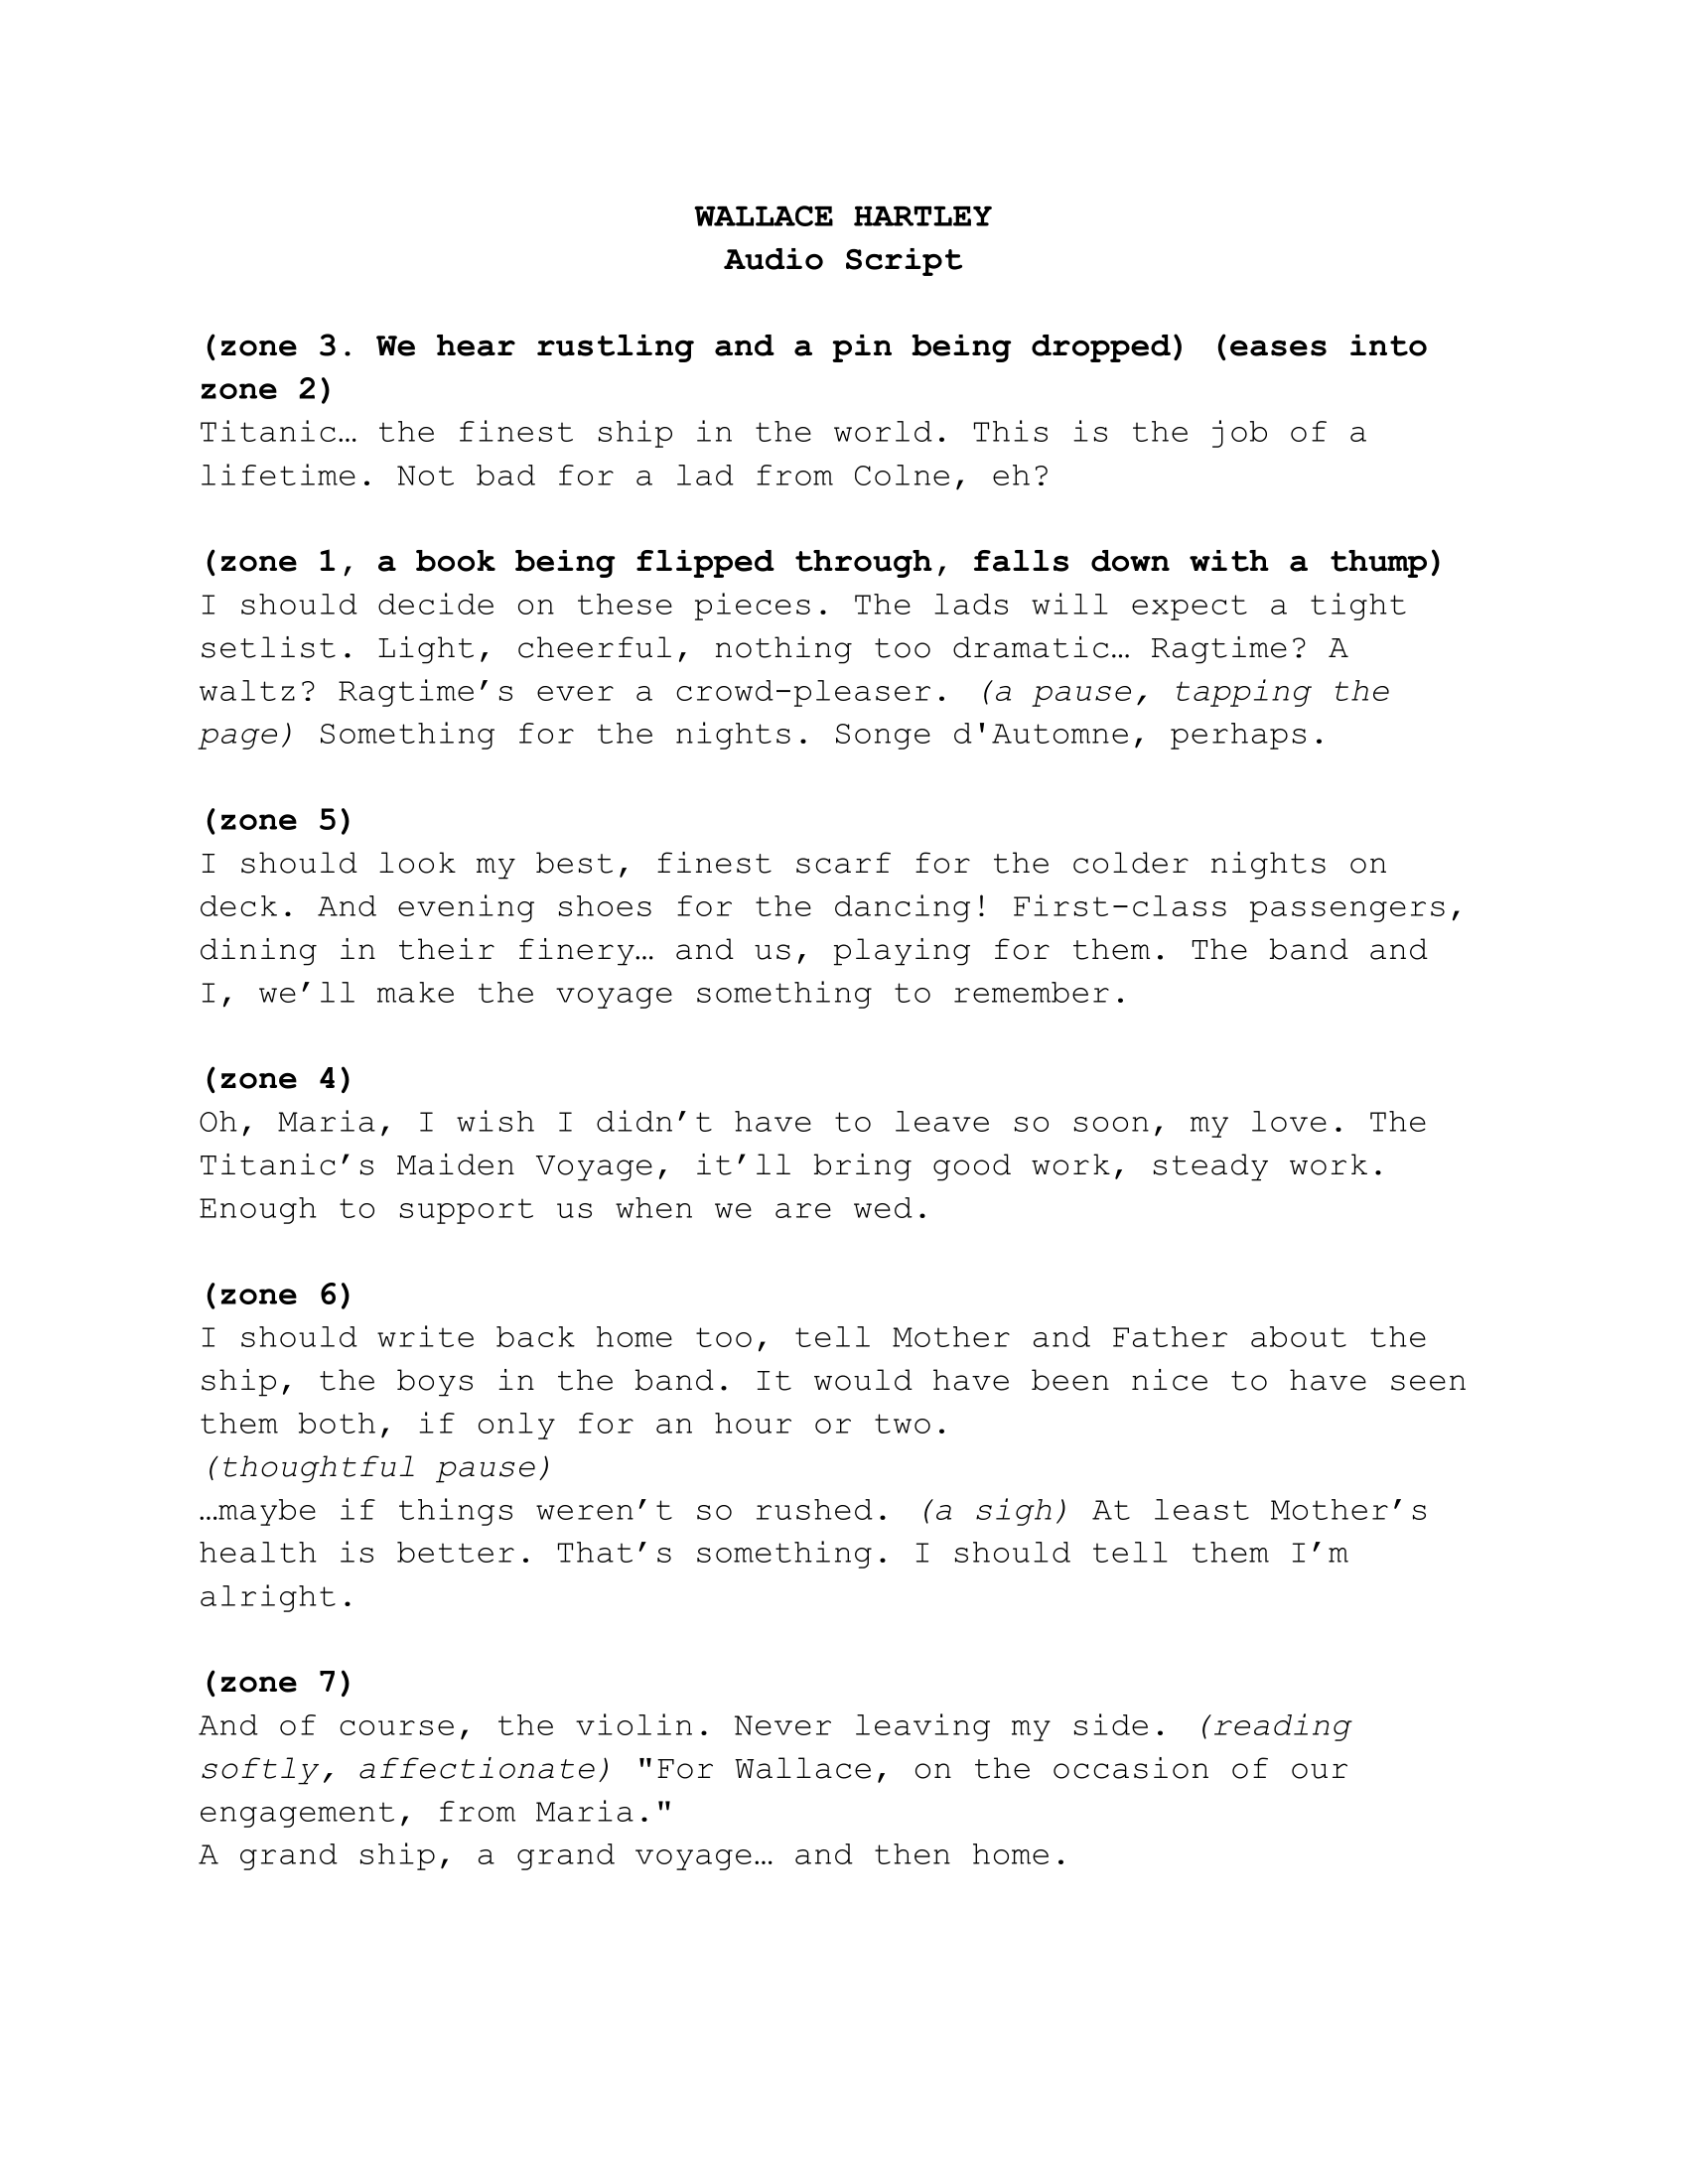 WALLACE HARTLEY
Audio Script
(zone 3. We hear rustling and a pin being dropped) (eases into
zone 2)
Titanic… the finest ship in the world. This is the job of a
lifetime. Not bad for a lad from Colne, eh?
(zone 1, a book being flipped through, falls down with a thump)
I should decide on these pieces. The lads will expect a tight
setlist. Light, cheerful, nothing too dramatic… Ragtime? A
waltz? Ragtime’s ever a crowd-pleaser. (a pause, tapping the
page) Something for the nights. Songe d'Automne, perhaps.
(zone 5)
I should look my best, finest scarf for the colder nights on
deck. And evening shoes for the dancing! First-class passengers,
dining in their finery… and us, playing for them. The band and
I, we’ll make the voyage something to remember.
(zone 4)
Oh, Maria, I wish I didn’t have to leave so soon, my love. The
Titanic’s Maiden Voyage, it’ll bring good work, steady work.
Enough to support us when we are wed.
(zone 6)
I should write back home too, tell Mother and Father about the
ship, the boys in the band. It would have been nice to have seen
them both, if only for an hour or two.
(thoughtful pause)
…maybe if things weren’t so rushed. (a sigh) At least Mother’s
health is better. That’s something. I should tell them I’m
alright.
(zone 7)
And of course, the violin. Never leaving my side. (reading
softly, affectionate) "For Wallace, on the occasion of our
engagement, from Maria."
A grand ship, a grand voyage… and then home.